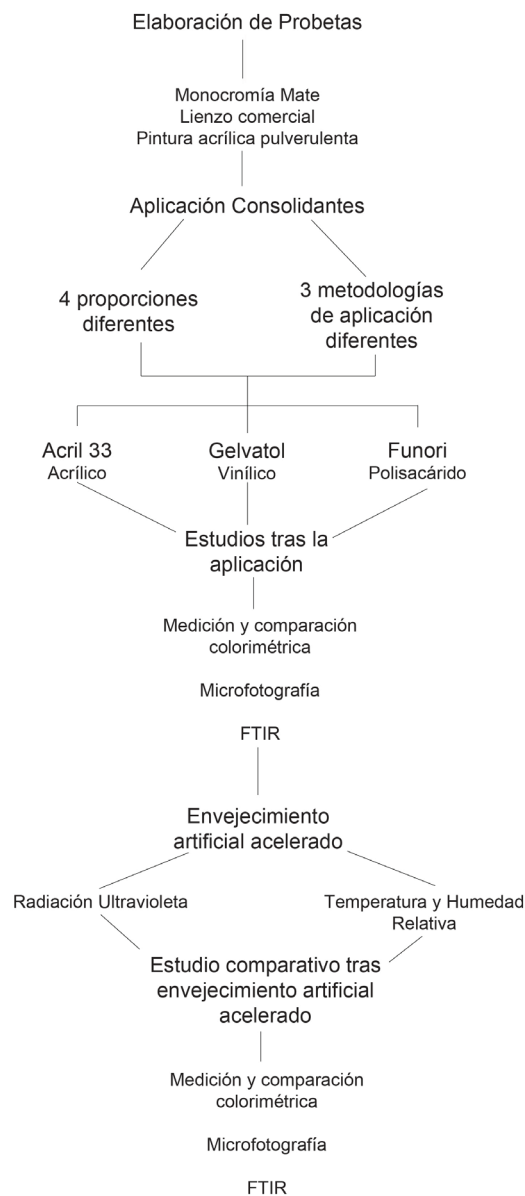 Elaboración de Probetas
Monocromía Mate
Lienzo comercial
Pintura acrílica pulverulenta
Aplicación Consolidantes
4 proporciones
diferentes
3 metodologías
de aplicación
diferentes
Acril 33
Acrílico
Gelvatol
Vinílico
Funori
Polisacárido
Estudios tras la
aplicación
Medición y comparación
colorimétrica
Microfotografía
FTIR
Envejecimiento
artificial acelerado
Radiación Ultravioleta
Temperatura y Humedad
Relativa
Estudio comparativo tras
envejecimiento artificial
acelerado
Medición y comparación
colorimétrica
Microfotografía
FTIR